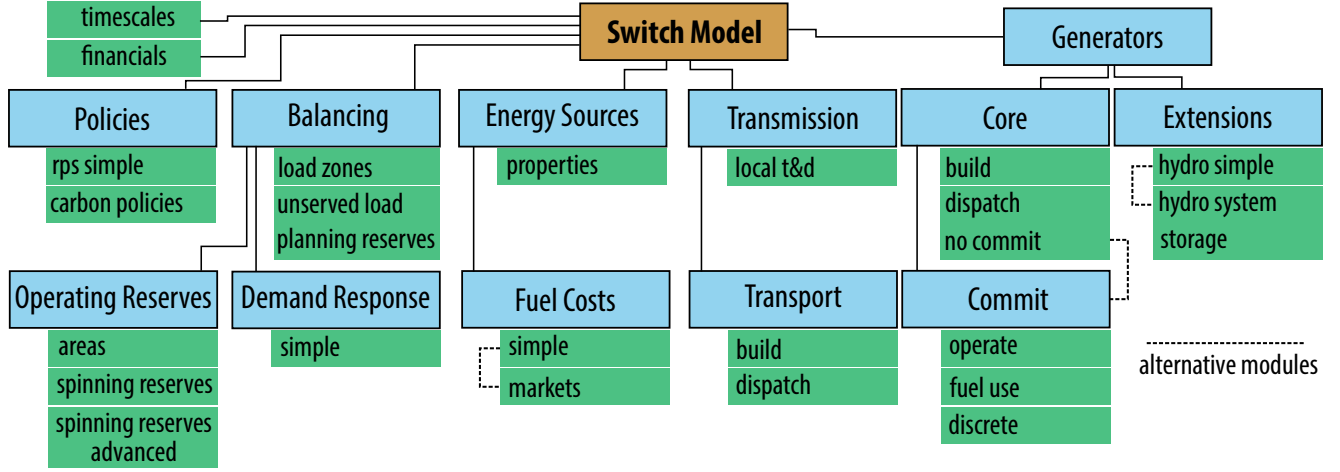 timescales
financials
Switch Model
Generators
Policies
rps simple
carbon policies
Balancing
load zones
unserved load
planning reserves
Energy Sources
properties
Transmission
local t&d
Core
build
dispatch
no commit
Extensions
hydro simple
hydro system
storage
Operating Reserves
areas
spinning reserves
spinning reserves
advanced
Demand Response
simple
Fuel Costs
simple
markets
Transport
build
dispatch
Commit
operate
fuel use
discrete
alternative modules